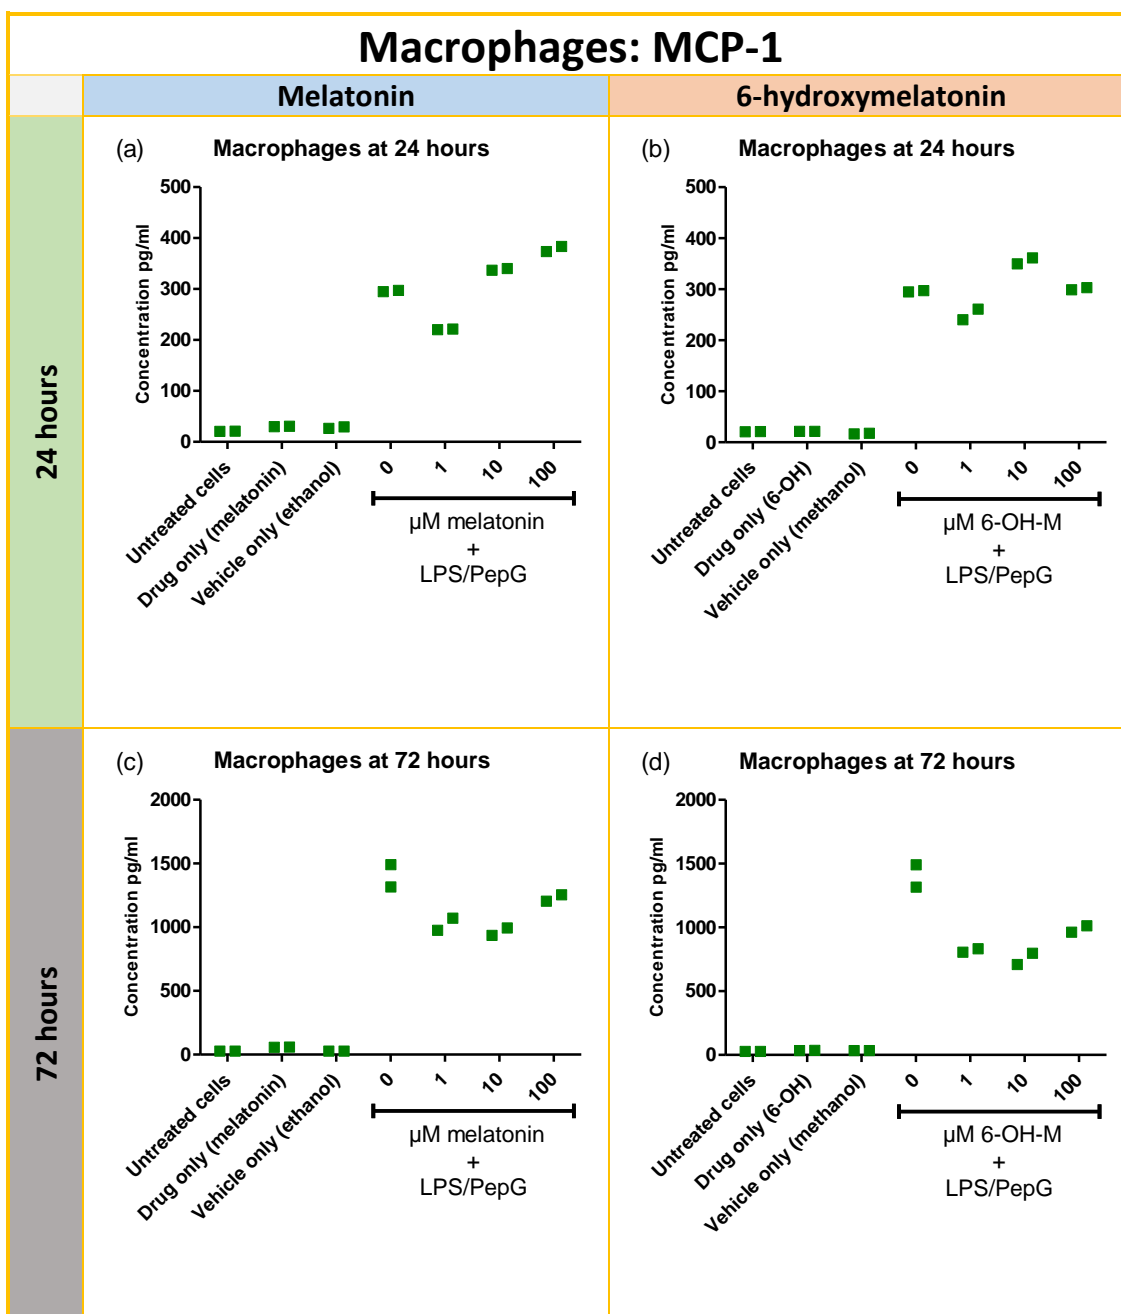 Macrophages: MCP-1
Melatonin
6-hydroxymelatonin
24 hours
(a)
Macrophages at 24 hours
Concentration pg/ml
500
400
300
200
100
0
Untreated cells
Drug only (melatonin)
Vehicle only (ethanol)
0
1
10
100
µM melatonin
+
LPS/PepG
(b)
Macrophages at 24 hours
Concentration pg/ml
500
400
300
200
100
0
Untreated cells
Drug only (6-OH)
Vehicle only (methanol)
0
1
10
100
µM 6-OH-M
+
LPS/PepG
72 hours
(c)
Macrophages at 72 hours
Concentration pg/ml
2000
1500
1000
500
0
Untreated cells
Drug only (melatonin)
Vehicle only (ethanol)
0
1
10
100
µM melatonin
+
LPS/PepG
(d)
Macrophages at 72 hours
Concentration pg/ml
2000
1500
1000
500
0
Untreated cells
Drug only (6-OH)
Vehicle only (methanol)
0
1
10
100
µM 6-OH-M
+
LPS/PepG